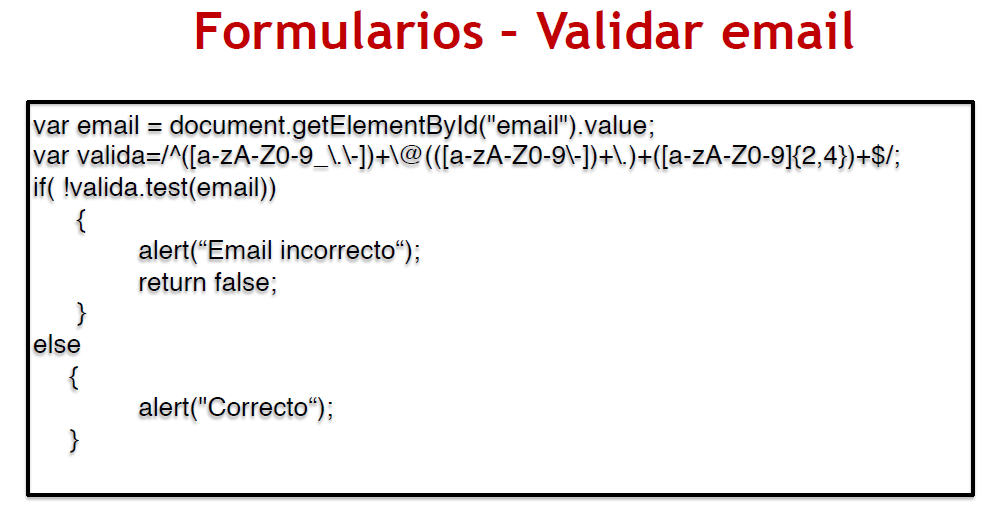 Formularios – Validar email
var email = document.getElementById("email").value;
var valida=/^([a-zA-Z0-9_\.\-])+\@(([a-zA-Z0-9\-])+\.)+([a-zA-Z0-9]{2,4})+$/;
if( !valida.test(email))
{
alert(“Email incorrecto“);
return false;
}
else
{
alert("Correcto“);
}